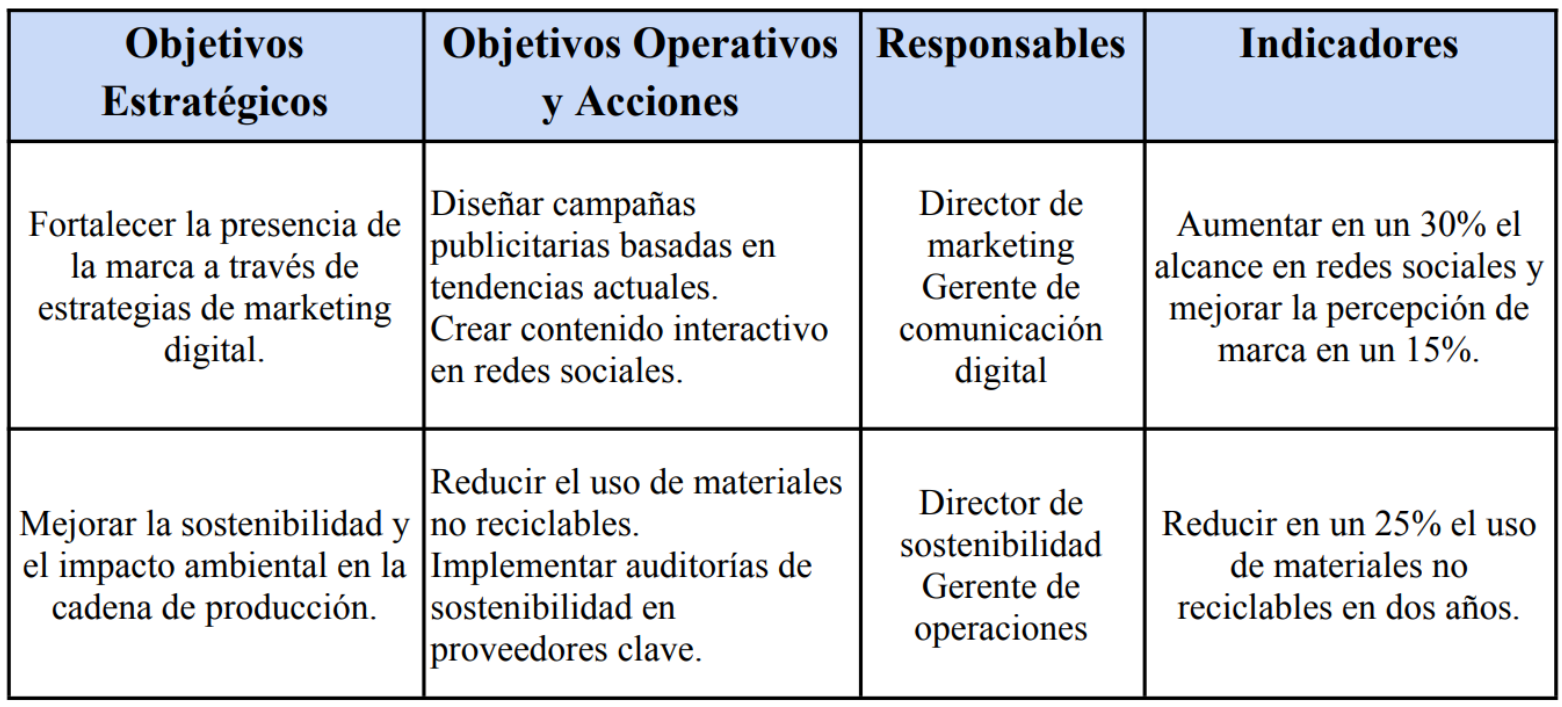 Objetivos
Estratégicos
Objetivos Operativos
y Acciones
Responsables
Indicadores
Fortalecer la presencia de
la marca a través de
estrategias de marketing
digital.
Diseñar campañas
publicitarias basadas en
tendencias actuales.
Crear contenido interactivo
en redes sociales.
Director de
marketing
Gerente de
comunicación
digital
Aumentar en un 30% el
alcance en redes sociales y
mejorar la percepción de
marca en un 15%.
Mejorar la sostenibilidad y
el impacto ambiental en la
cadena de producción.
Reducir el uso de materiales
no reciclables.
Implementar auditorías de
sostenibilidad en
proveedores clave.
Director de
sostenibilidad
Gerente de
operaciones
Reducir en un 25% el uso
de materiales no
reciclables en dos años.